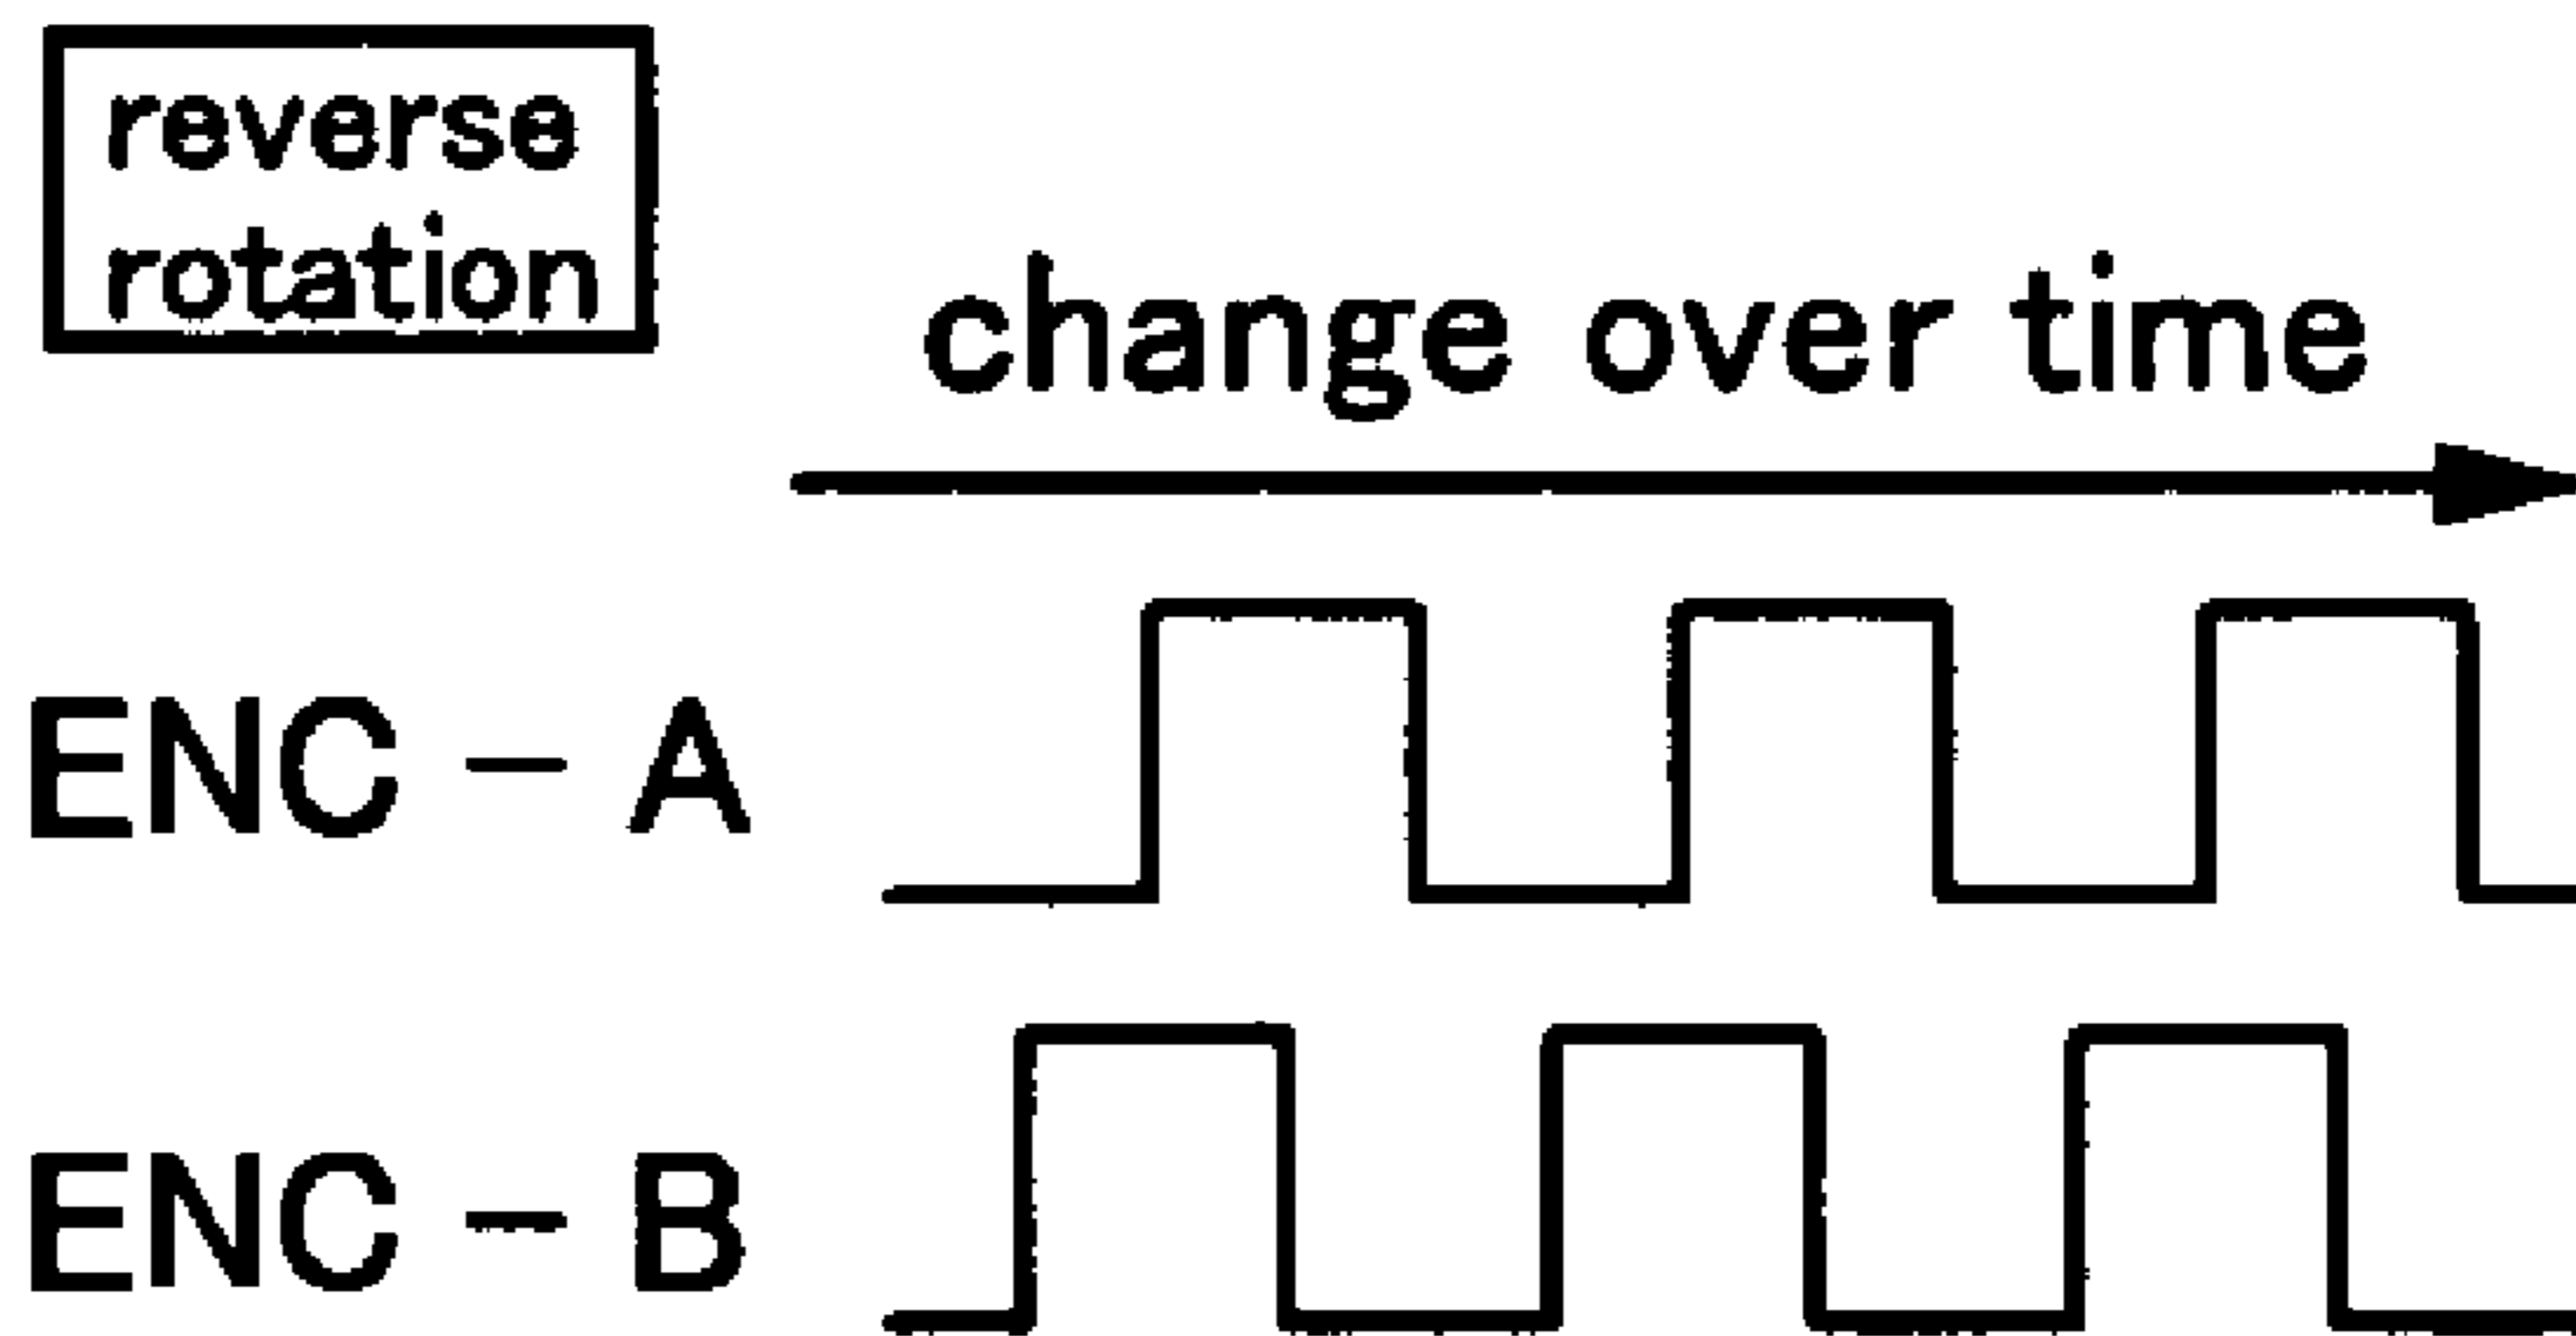 reverse
rotation
change over time
ENC – A
ENC – B